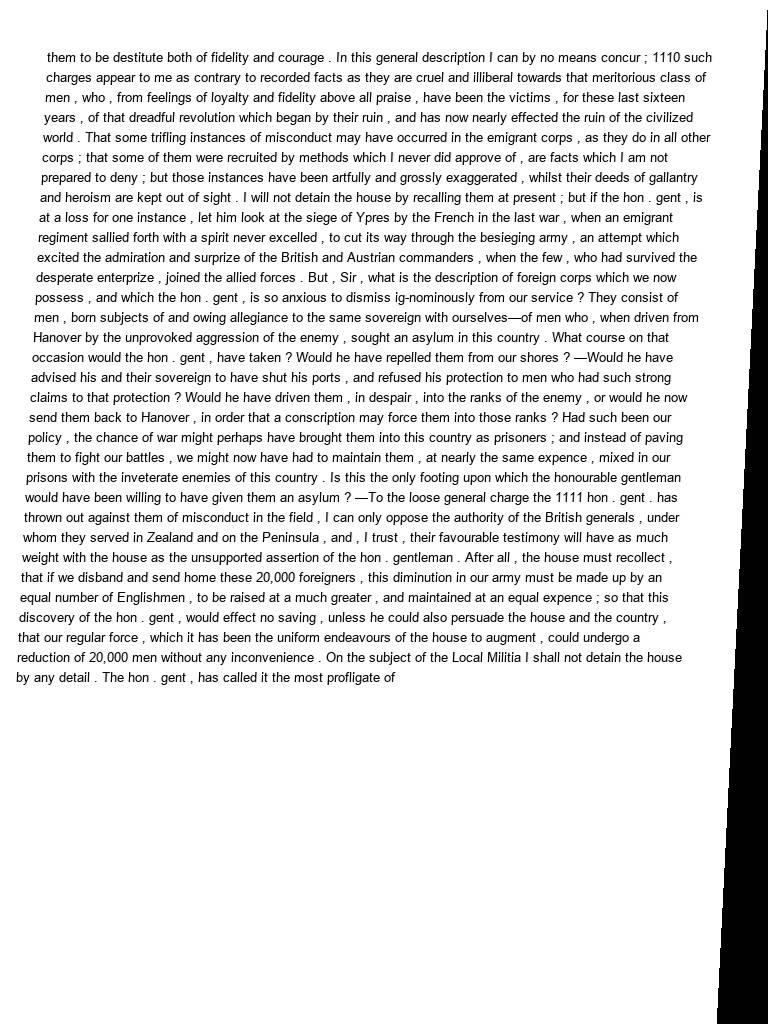 them to be destitute both of fidelity and courage . In this general description I can by no means concur ; 1110 such
charges appear to me as contrary to recorded facts as they are cruel and illiberal towards that meritorious class of
men , who , from feelings of loyalty and fidelity above all praise , have been the victims , for these last sixteen
years , of that dreadful revolution which began by their ruin , and has now nearly effected the ruin of the civilized
world . That some trifling instances of misconduct may have occurred in the emigrant corps , as they do in all other
corps ; that some of them were recruited by methods which I never did approve of , are facts which I am not
prepared to deny ; but those instances have been artfully and grossly exaggerated , whilst their deeds of gallantry
and heroism are kept out of sight . I will not detain the house by recalling them at present ; but if the hon . gent , is
at a loss for one instance , let him look at the siege of Ypres by the French in the last war , when an emigrant
regiment sallied forth with a spirit never excelled , to cut its way through the besieging army , an attempt which
excited the admiration and surprize of the British and Austrian commanders , when the few , who had survived the
desperate enterprize , joined the allied forces . But , Sir , what is the description of foreign corps which we now
possess , and which the hon . gent , is so anxious to dismiss ig-nominously from our service ? They consist of
men , born subjects of and owing allegiance to the same sovereign with ourselves—of men who , when driven from
Hanover by the unprovoked aggression of the enemy , sought an asylum in this country . What course on that
occasion would the hon . gent , have taken ? Would he have repelled them from our shores ? —Would he have
advised his and their sovereign to have shut his ports , and refused his protection to men who had such strong
claims to that protection ? Would he have driven them , in despair , into the ranks of the enemy , or would he now
send them back to Hanover , in order that a conscription may force them into those ranks ? Had such been our
policy , the chance of war might perhaps have brought them into this country as prisoners ; and instead of paving
them to fight our battles , we might now have had to maintain them , at nearly the same expence , mixed in our
prisons with the inveterate enemies of this country . Is this the only footing upon which the honourable gentleman
would have been willing to have given them an asylum ? —To the loose general charge the 1111 hon . gent . has
thrown out against them of misconduct in the field , I can only oppose the authority of the British generals , under
whom they served in Zealand and on the Peninsula , and , I trust , their favourable testimony will have as much
weight with the house as the unsupported assertion of the hon . gentleman . After all , the house must recollect ,
that if we disband and send home these 20,000 foreigners , this diminution in our army must be made up by an
equal number of Englishmen , to be raised at a much greater , and maintained at an equal expence ; so that this
discovery of the hon . gent , would effect no saving , unless he could also persuade the house and the country ,
that our regular force , which it has been the uniform endeavours of the house to augment , could undergo a
reduction of 20,000 men without any inconvenience . On the subject of the Local Militia I shall not detain the house
by any detail . The hon . gent , has called it the most profligate of